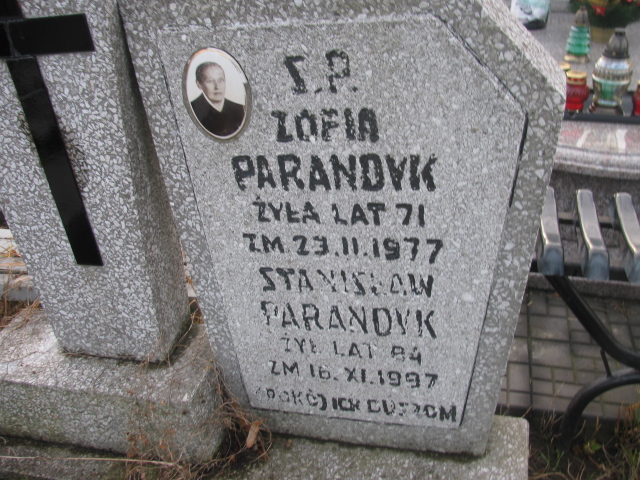 Ś.P.
ZOFIA
PARANDYK
ŻYŁA LAT 71
ZM. 23.II.1977
STANISŁAW
PARANDYK
ŻYŁ LAT 84
ZM 16.XI.1997
POKÓJ ICH DUSZOM